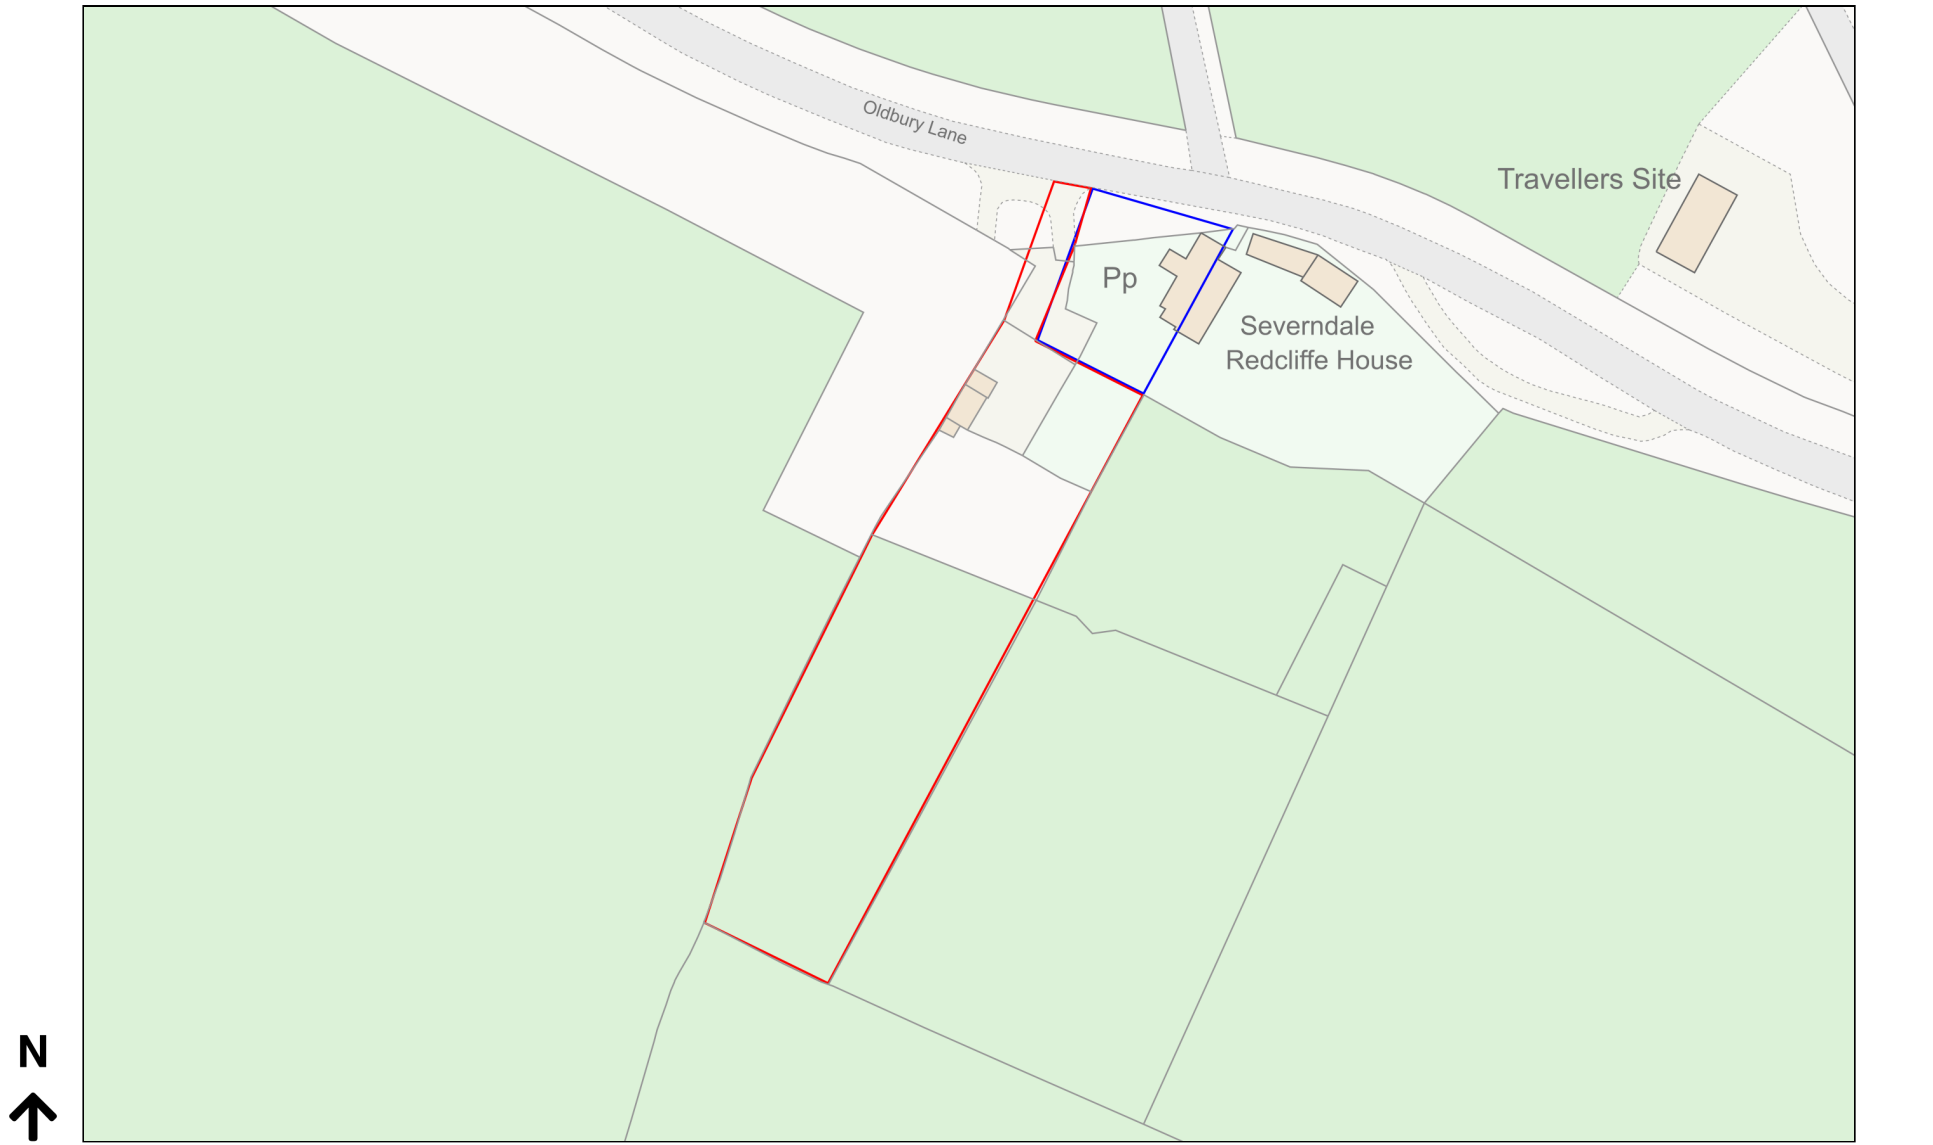 Oldbury Lane
Travellers Site
Pp
Severndale
Redcliffe House
N